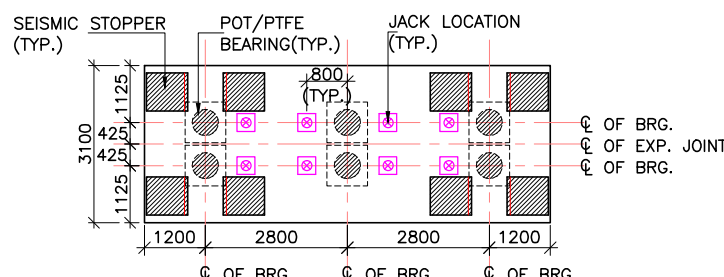 SEISMIC STOPPER
(TYP.)
POT/PTFE
BEARING(TYP.)
JACK LOCATION
(TYP.)
800
(TYP.)
1125
425
425
1125
3100
℄ OF BRG.
℄ OF EXP. JOINT
℄ OF BRG.
1200
2800
2800
1200
℄ OF BRG.
℄ OF BRG.
℄ OF BRG.